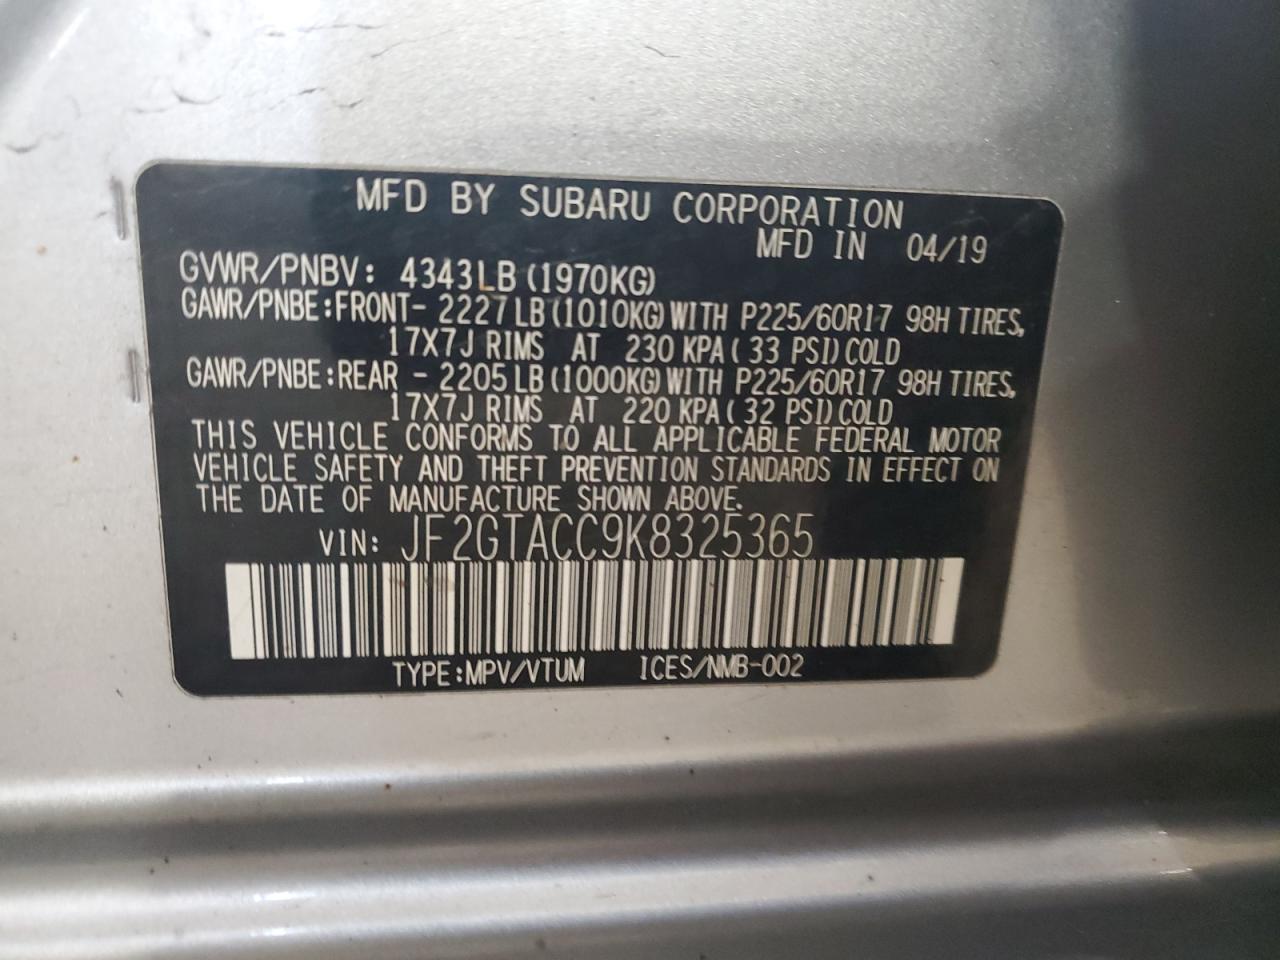 MFD BY SUBARU CORPORATION
MFD IN 04/19
GVWR/PNBV: 4343LB (1970KG)
GAWR/PNBE:FRONT- 2227LB(1010KG)WITH P225/60R17 98H TIRES,
17X7J RIMS AT 230 KPA( 33 PSI)COLD
GAWR/PNBE:REAR - 2205LB(1000KG)WITH P225/60R17 98H TIRES,
17X7J RIMS AT 220 KPA( 32 PSI)COLD
THIS VEHICLE CONFORMS TO ALL APPLICABLE FEDERAL MOTOR
VEHICLE SAFETY AND THEFT PREVENTION STANDARDS IN EFFECT ON
THE DATE OF MANUFACTURE SHOWN ABOVE.
VIN: JF2GTACC9K8325365
TYPE:MPV/VTUM ICES/NMB-002